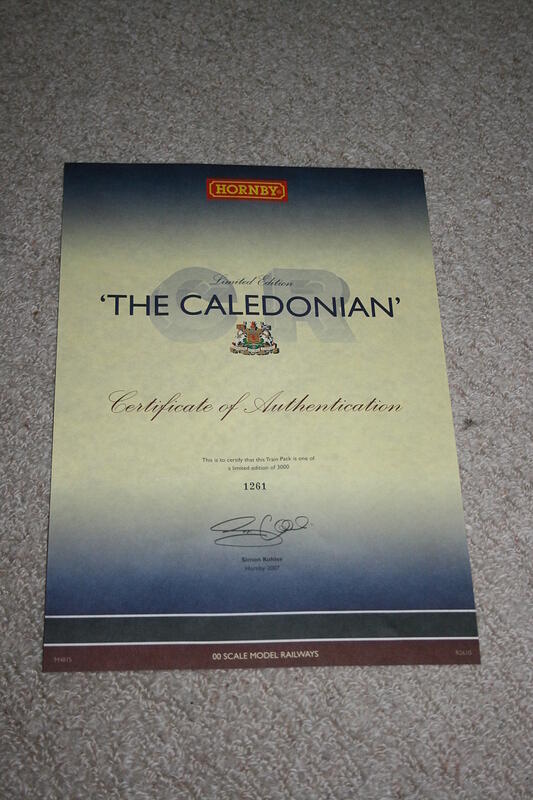 HORNBY®
CR
Limited Edition
'THE CALEDONIAN'
Certificate of Authentication
This is to certify that this Train Pack is one of
a limited edition of 3000
1261
Simon Kohler
Hornby 2007
00 SCALE MODEL RAILWAYS